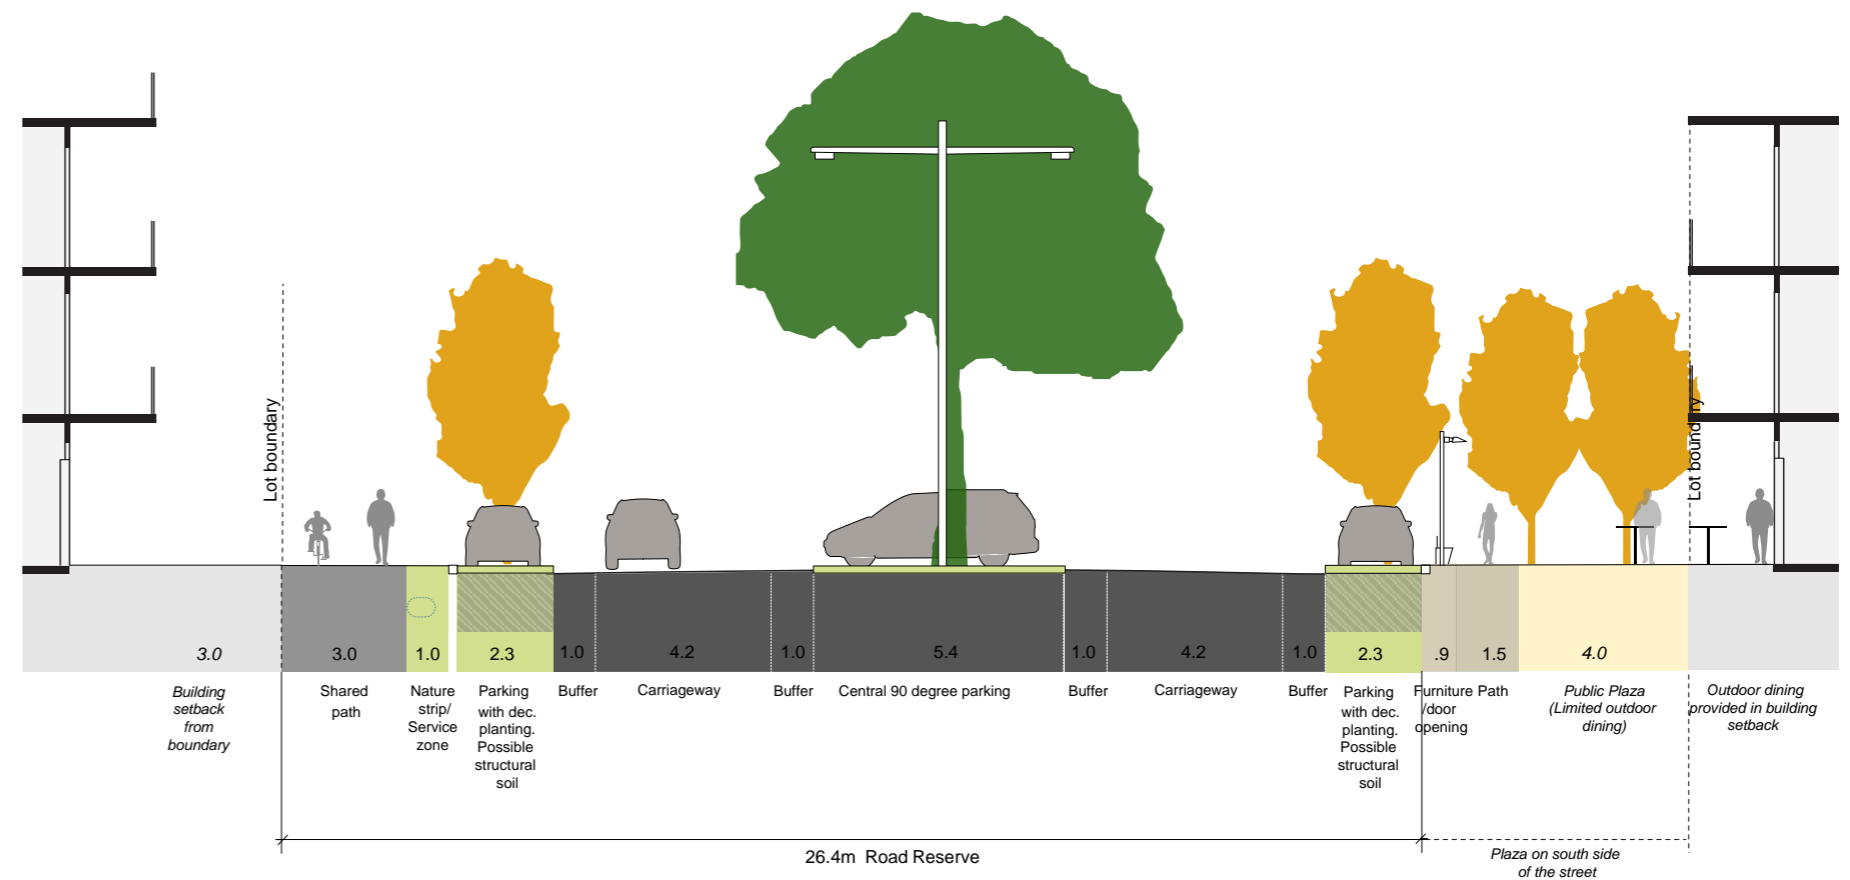 Lot boundary
Lot boundary
3.0
3.0
1.0
2.3
1.0
4.2
1.0
5.4
1.0
4.2
1.0
2.3
.9
1.5
4.0
Building
setback
from
boundary
Shared
path
Nature
strip/
Service
zone
Parking
with dec.
planting.
Possible
structural
soil
Buffer
Carriageway
Buffer
Central 90 degree parking
Buffer
Carriageway
Buffer
Parking
with dec.
planting.
Possible
structural
soil
Furniture
/door
opening
Path
Public Plaza
(Limited outdoor
dining)
Outdoor dining
provided in building
setback
26.4m Road Reserve
Plaza on south side
of the street